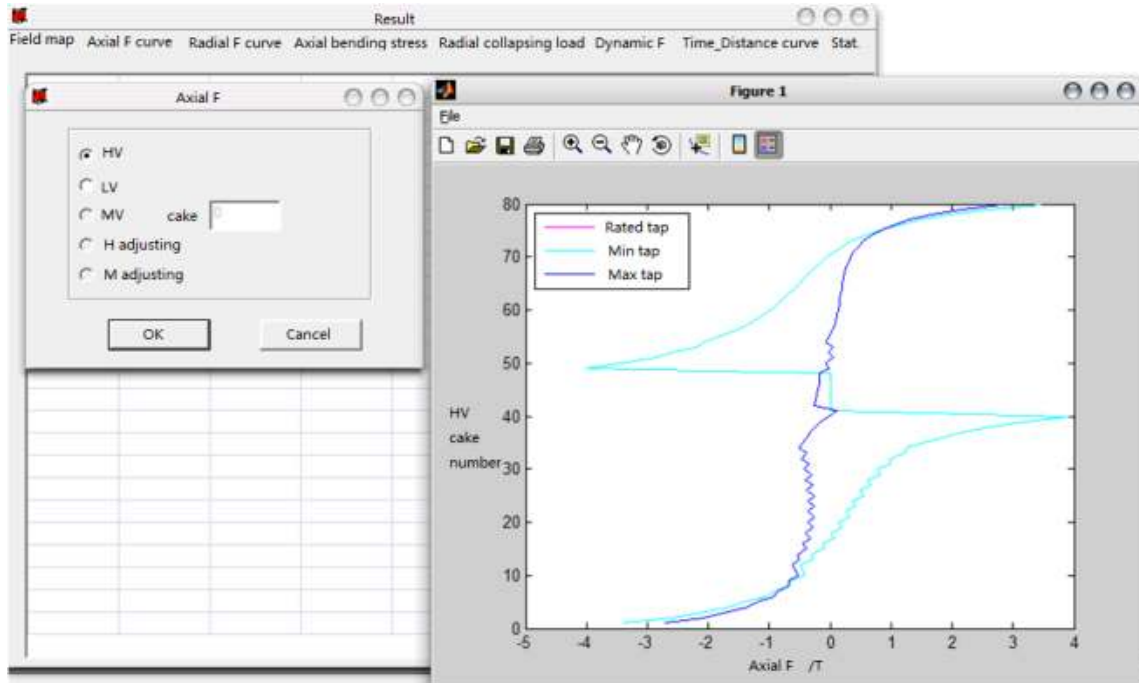 Result
Field map Axial F curve Radial F curve Axial bending stress Radial collapsing load Dynamic F Time_Distance curve Stat.
Axial F
HV
LV
MV cake 0
H adjusting
M adjusting
OK Cancel
Figure 1
File
Rated tap
Min tap
Max tap
80
70
60
50
40
30
20
10
0
HV
cake
number
-5 -4 -3 -2 -1 0 1 2 3 4
Axial F /T